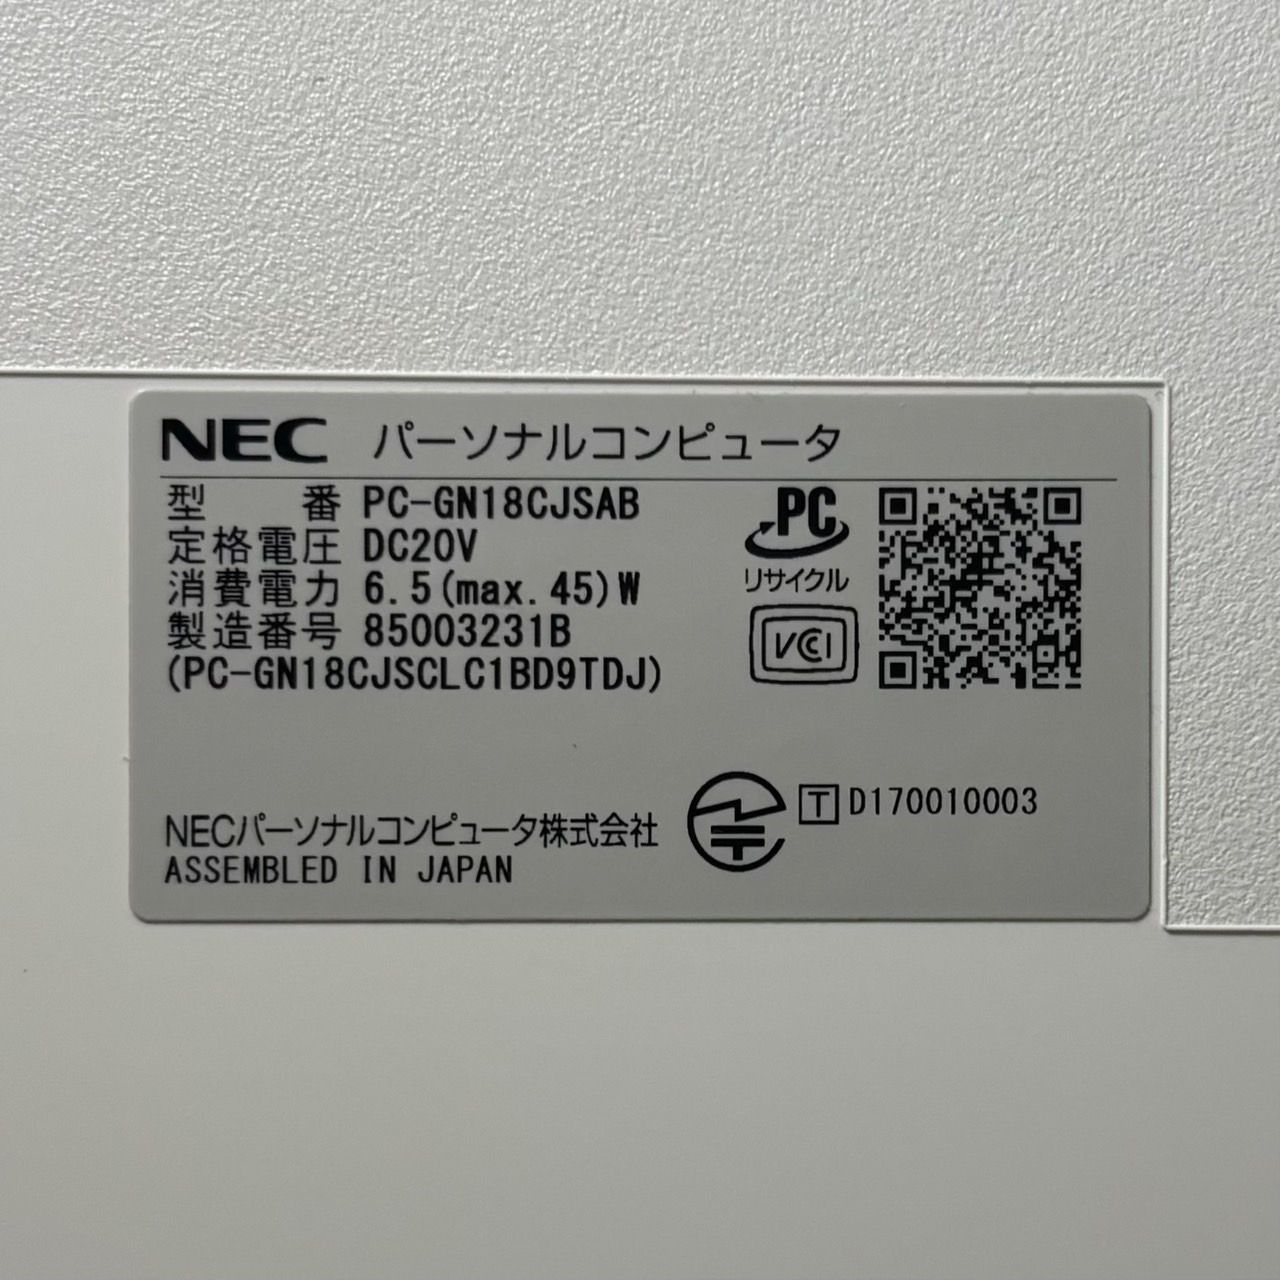 NEC パーソナルコンピュータ
型番 PC-GN18CJSAB
定格電圧 DC20V
消費電力 6.5(max.45)W
製造番号 85003231B
(PC-GN18CJSCLC1BD9TDJ)
PC
リサイクル
VCCI
NECパーソナルコンピュータ株式会社
ASSEMBLED IN JAPAN
T D170010003